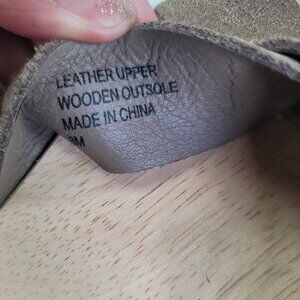 LEATHER UPPER
WOODEN OUTSOLE
MADE IN CHINA